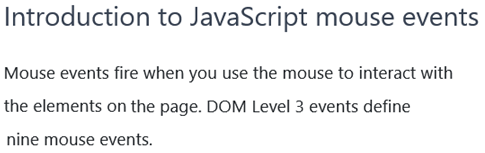 Introduction to JavaScript mouse events
Mouse events fire when you use the mouse to interact with
the elements on the page. DOM Level 3 events define
nine mouse events.